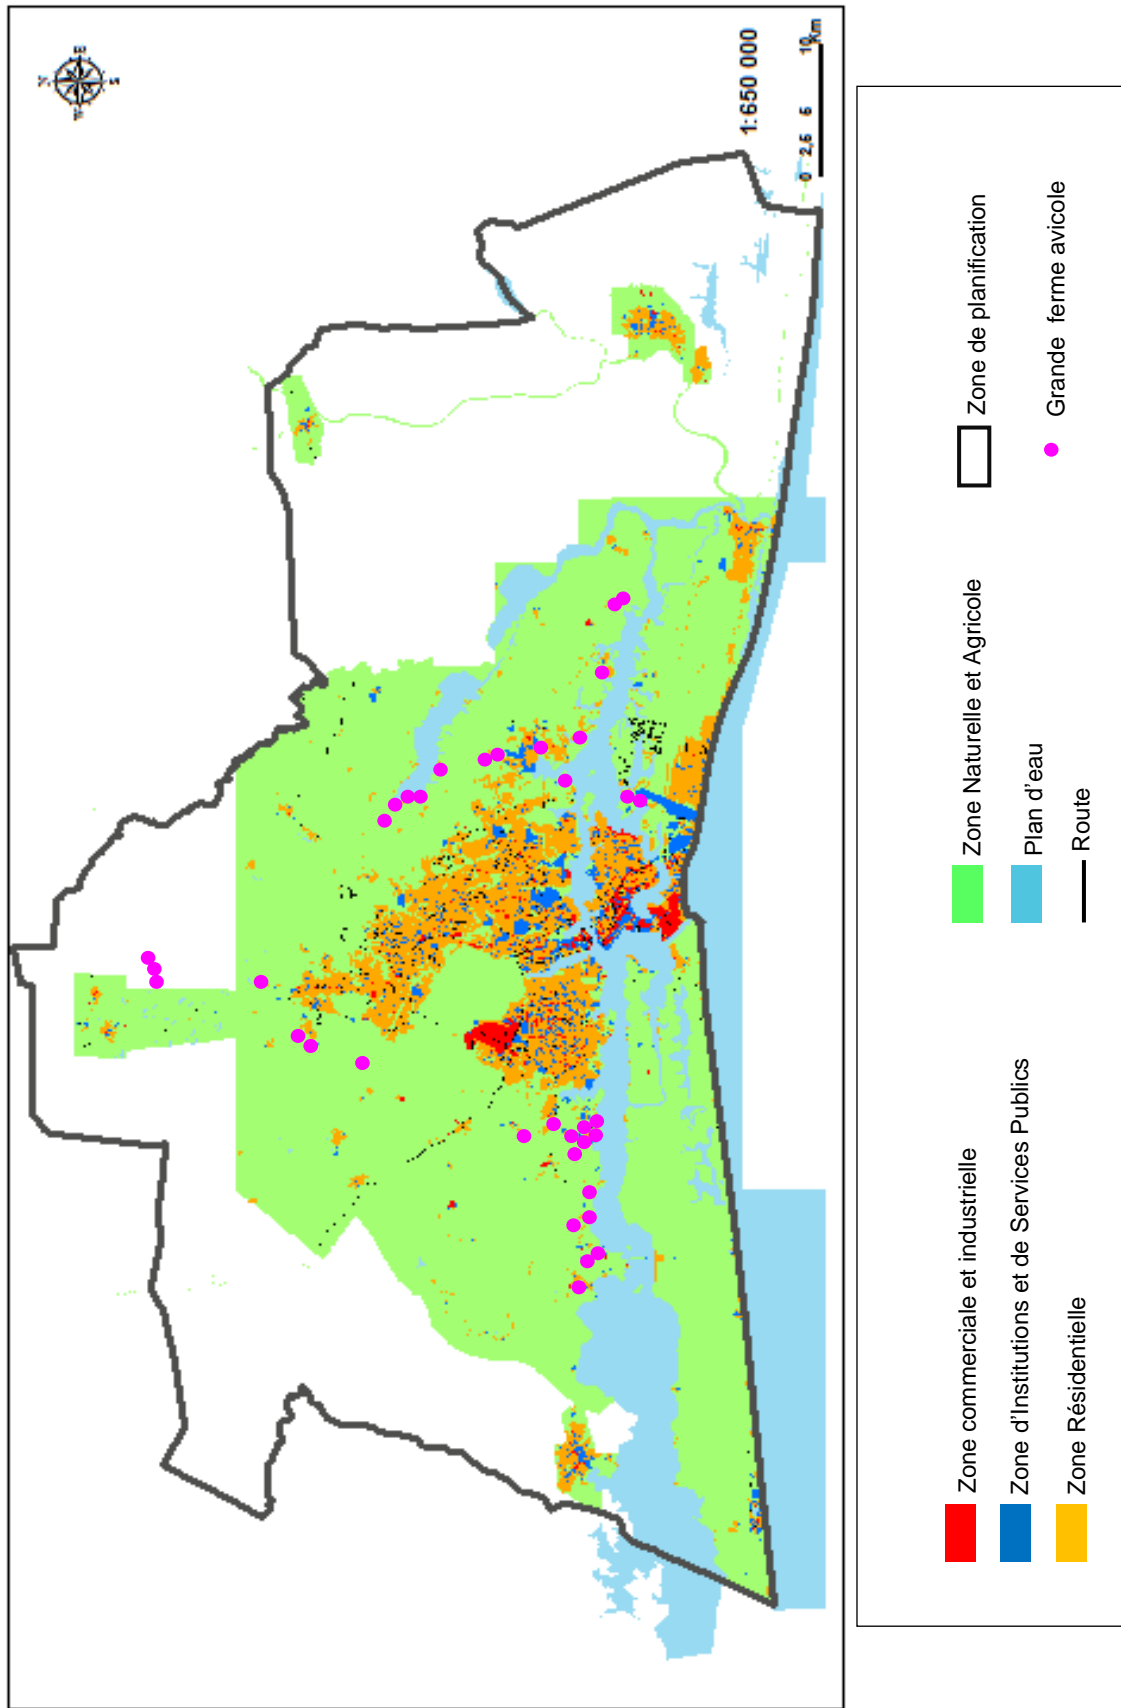 N
W
E
S
1:650 000
0 2,5 5 10
Km
Zone commerciale et industrielle
Zone d'Institutions et de Services Publics
Zone Résidentielle
Zone Naturelle et Agricole
Plan d'eau
Route
Zone de planification
Grande ferme avicole